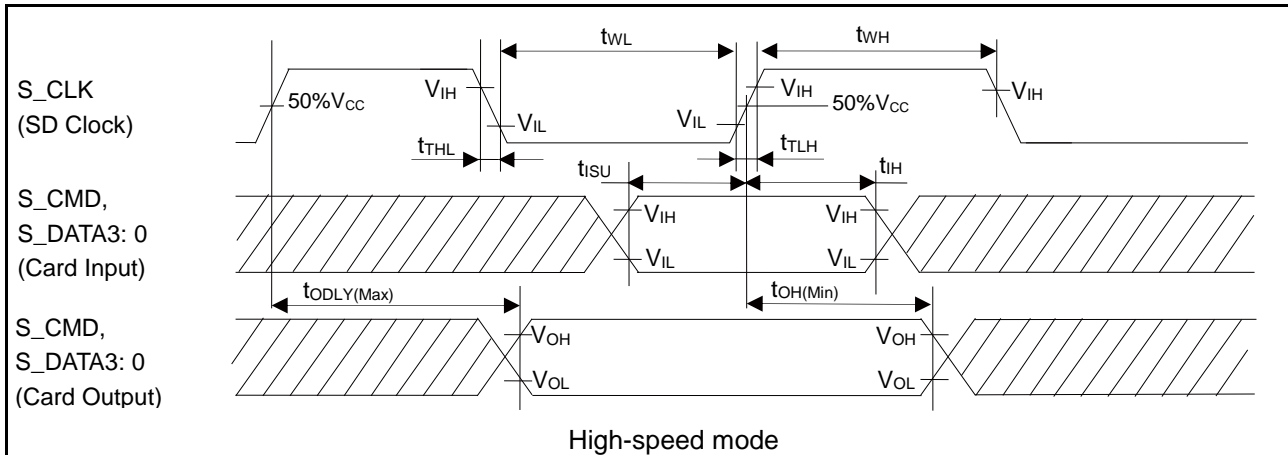 tWL
tWH
S_CLK
(SD Clock)
50%VCC
VIH
VIL
VIL
VIH
50%VCC
VIH
tTHL
tTLH
tISU
tIH
S_CMD,
S_DATA3: 0
(Card Input)
VIH
VIL
VIH
VIL
tODLY(Max)
tOH(Min)
S_CMD,
S_DATA3: 0
(Card Output)
VOH
VOL
VOH
VOL
High-speed mode